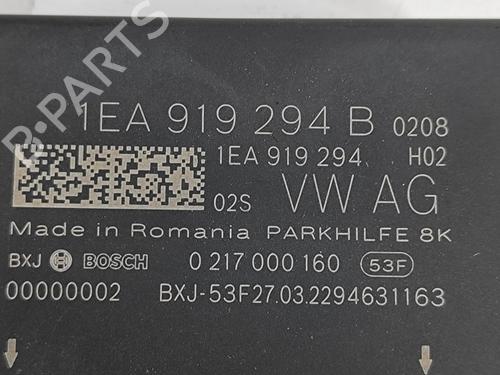 B-PARTS
1EA 919 294 B 0208
1EA 919 294 H02
02S VW AG
Made in Romania PARKHILFE 8K
BXJ BOSCH 0 217 000 160 53F
00000002 BXJ-53F27.03.2294631163